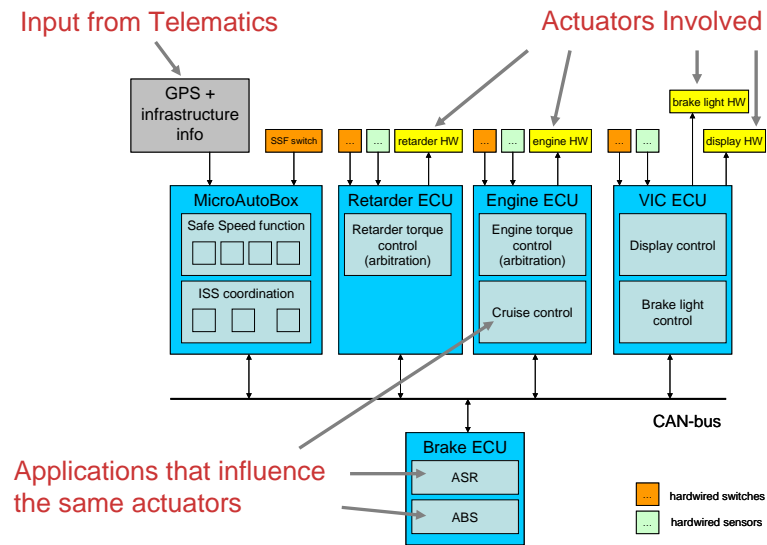 Input from Telematics
Actuators Involved
GPS +
infrastructure
info
SSF switch
...
...
retarder HW
...
...
engine HW
...
...
brake light HW
display HW
MicroAutoBox
Safe Speed function
ISS coordination
Retarder ECU
Retarder torque
control
(arbitration)
Engine ECU
Engine torque
control
(arbitration)
Cruise control
VIC ECU
Display control
Brake light
control
CAN-bus
Brake ECU
ASR
ABS
Applications that influence
the same actuators
... hardwired switches
... hardwired sensors